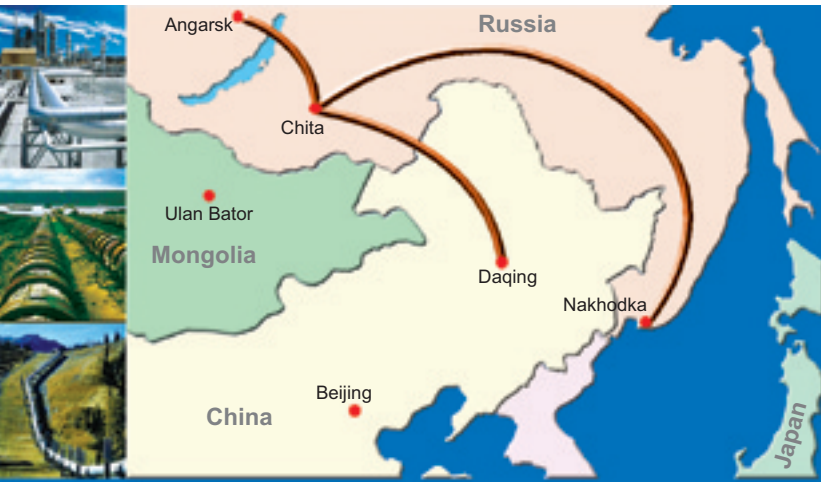 Angarsk
Russia
Chita
Ulan Bator
Mongolia
Daqing
Nakhodka
Beijing
China
Japan